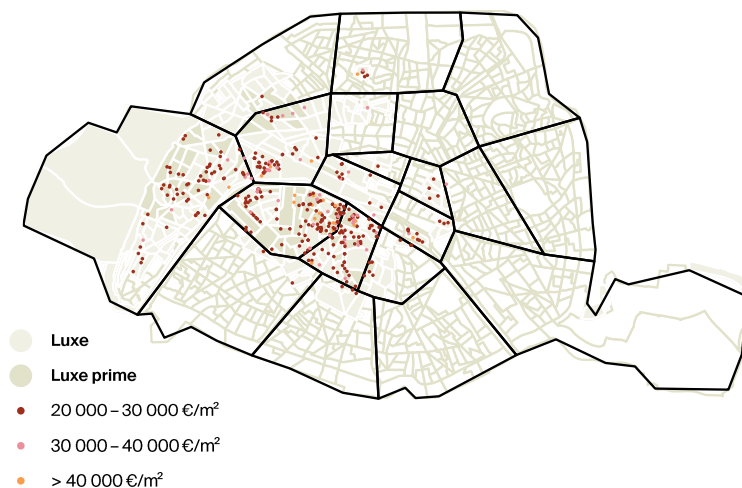 Luxe
Luxe prime
20 000 – 30 000 €/m²
30 000 – 40 000 €/m²
> 40 000 €/m²